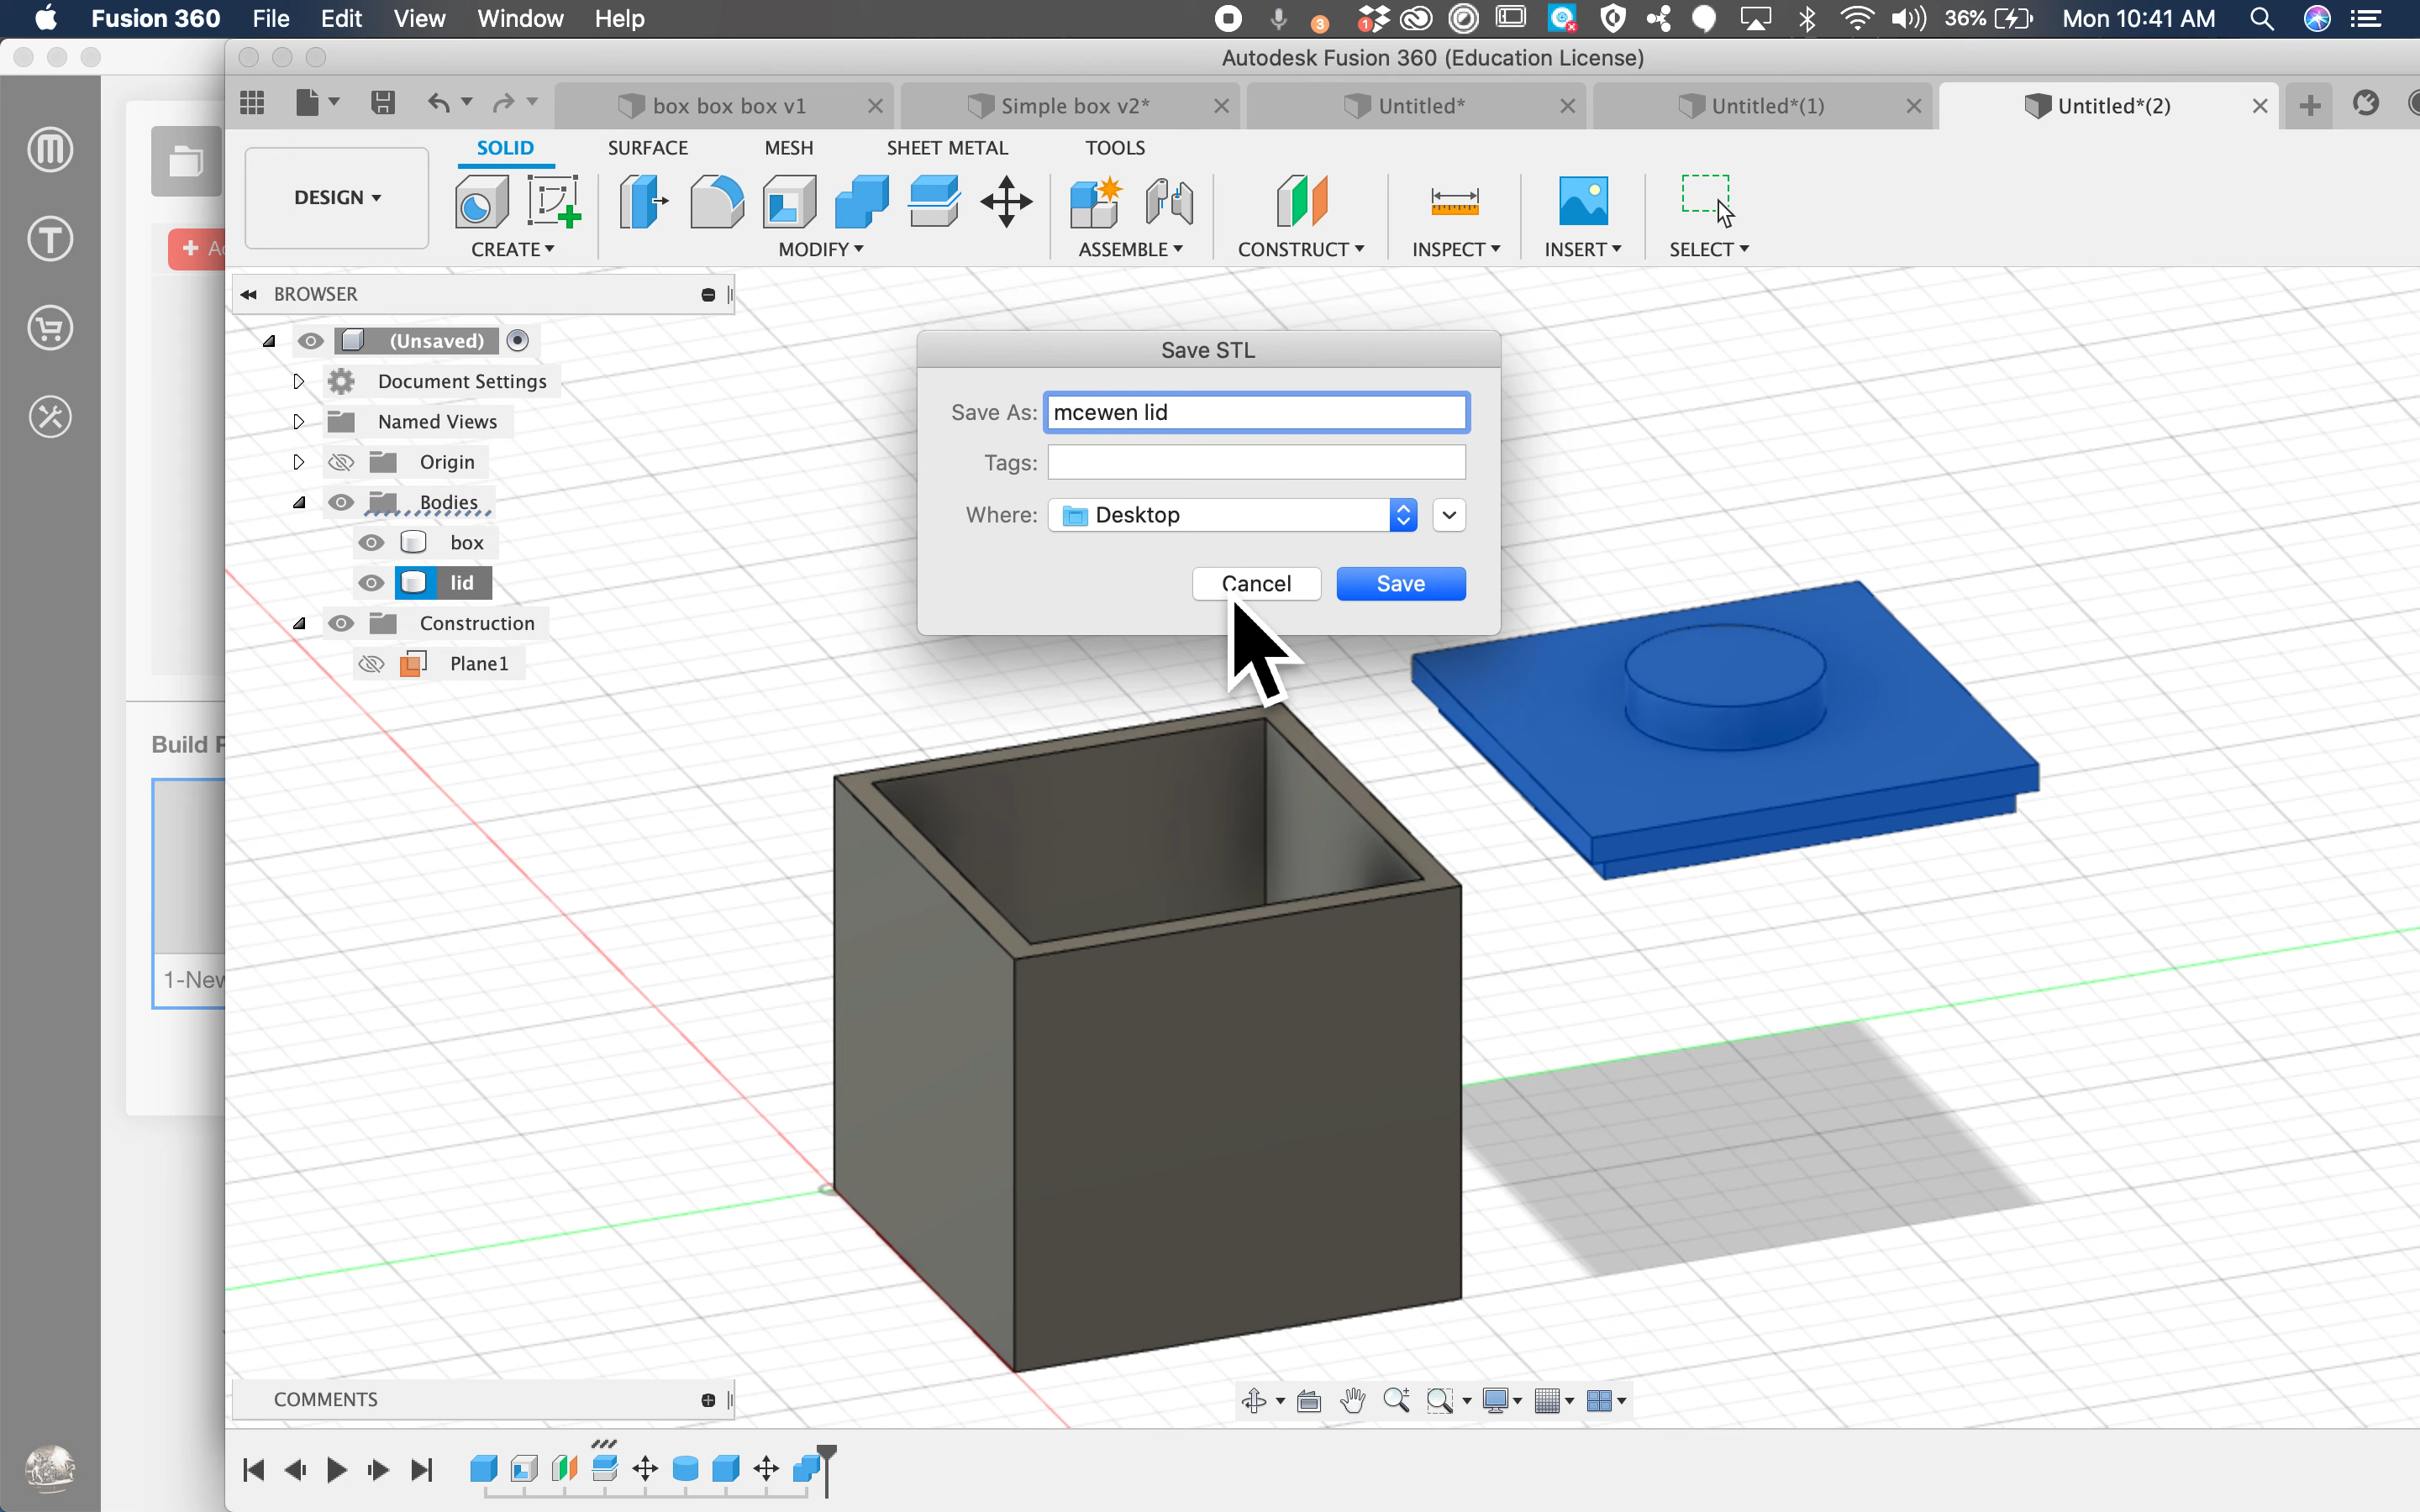 Fusion 360 File Edit View Window Help 3 1 36% Mon 10:41 AM
Autodesk Fusion 360 (Education License)
box box box v1 Simple box v2* Untitled* Untitled*(1) Untitled*(2)
SOLID SURFACE MESH SHEET METAL TOOLS
DESIGN
CREATE MODIFY ASSEMBLE CONSTRUCT INSPECT INSERT SELECT
BROWSER
(Unsaved)
Document Settings
Named Views
Origin
Bodies
box
lid
Construction
Plane1
Save STL
Save As: mcewen lid
Tags:
Where: Desktop
Cancel Save
Build
1-New
COMMENTS